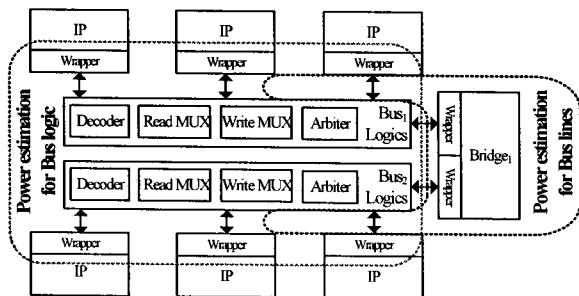 IP IP IP
Wrapper Wrapper Wrapper
Power estimation
for Bus logic
Decoder Read MUX Write MUX Arbiter Bus1
Logics
Decoder Read MUX Write MUX Arbiter Bus2
Logics
Wrapper
Wrapper
Bridge1
Power estimation
for Bus lines
Wrapper Wrapper Wrapper
IP IP IP